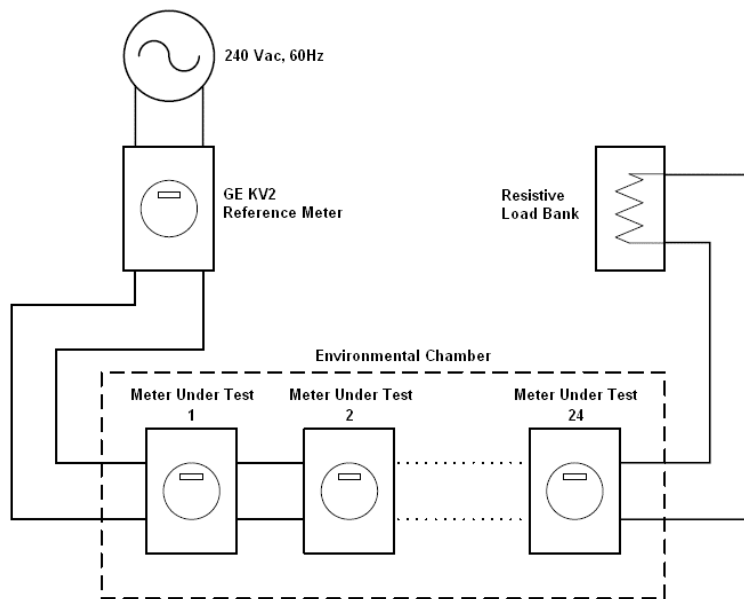 240 Vac, 60Hz
GE KV2
Reference Meter
Resistive
Load Bank
Environmental Chamber
Meter Under Test
1
Meter Under Test
2
Meter Under Test
24